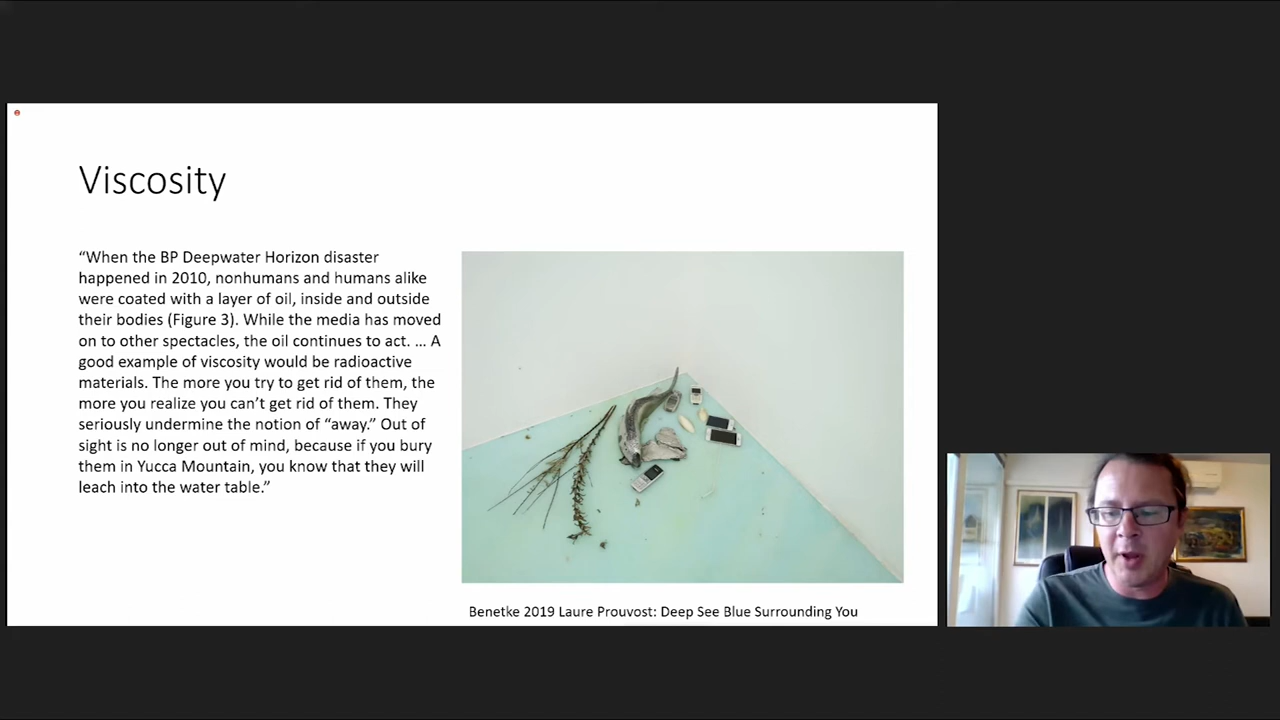 Viscosity
“When the BP Deepwater Horizon disaster
happened in 2010, nonhumans and humans alike
were coated with a layer of oil, inside and outside
their bodies (Figure 3). While the media has moved
on to other spectacles, the oil continues to act. … A
good example of viscosity would be radioactive
materials. The more you try to get rid of them, the
more you realize you can’t get rid of them. They
seriously undermine the notion of “away.” Out of
sight is no longer out of mind, because if you bury
them in Yucca Mountain, you know that they will
leach into the water table.”
Benetke 2019 Laure Prouvost: Deep See Blue Surrounding You